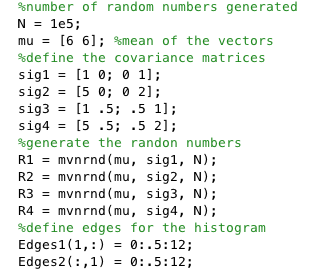 %number of random numbers generated
N = 1e5;
mu = [6 6]; %mean of the vectors
%define the covariance matrices
sig1 = [1 0; 0 1];
sig2 = [5 0; 0 2];
sig3 = [1 .5; .5 1];
sig4 = [5 .5; .5 2];
%generate the randon numbers
R1 = mvnrnd(mu, sig1, N);
R2 = mvnrnd(mu, sig2, N);
R3 = mvnrnd(mu, sig3, N);
R4 = mvnrnd(mu, sig4, N);
%define edges for the histogram
Edges1(1,:) = 0:.5:12;
Edges2(:,1) = 0:.5:12;